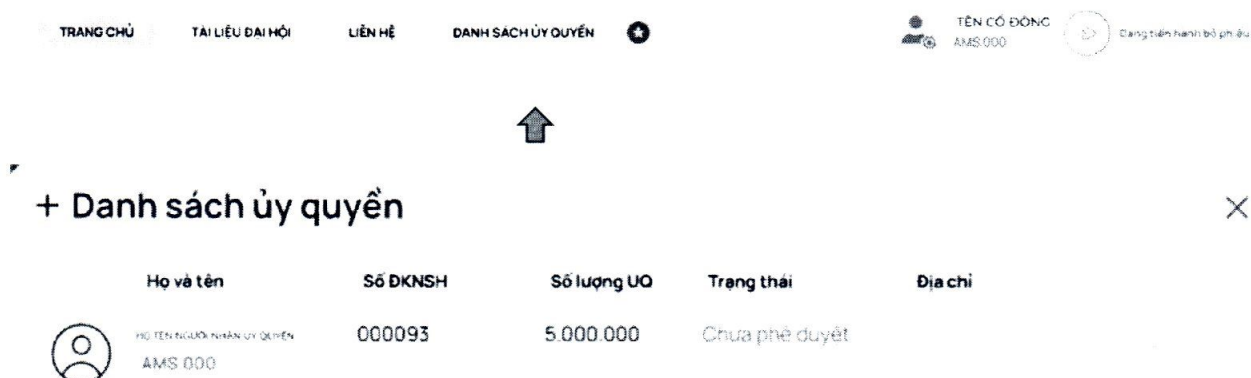 TRANG CHỦ TÀI LIỆU ĐẠI HỘI LIÊN HỆ DANH SÁCH ỦY QUYỀN TÊN CỔ ĐÔNG
AMS.000 Đang tiến hành bỏ phiếu
+ Danh sách ủy quyền
Họ và tên Số ĐKNSH Số lượng UQ Trạng thái Địa chỉ
HỌ TÊN NGƯỜI NHẬN ỦY QUYỀN 000093 5.000.000 Chưa phê duyệt
AMS 000